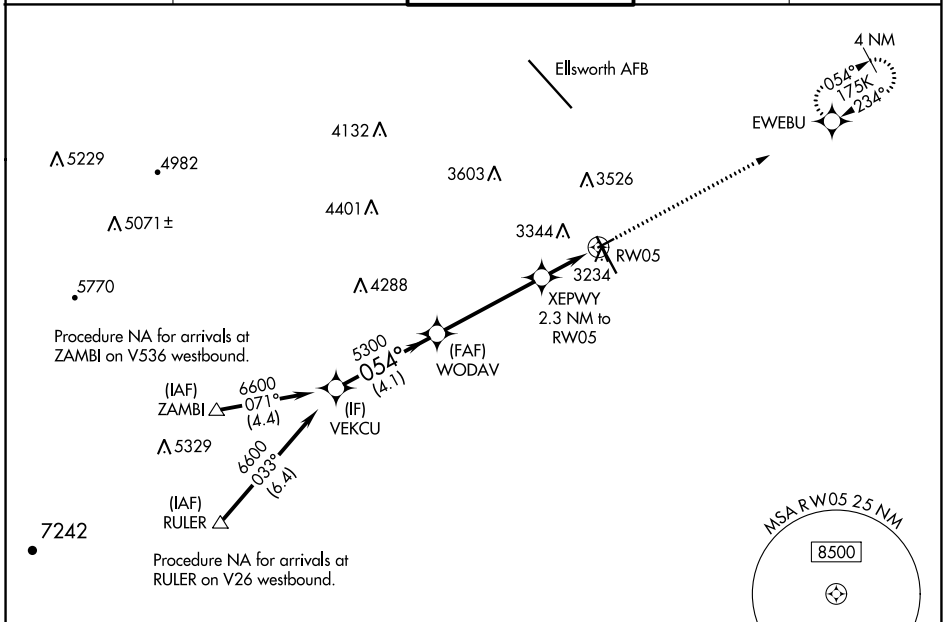 4 NM
Ellsworth AFB
054°
175K
234°
EWEBU
4132
5229
4982
3603
3526
4401
5071±
3344
RW05
3234
4288
5770
XEPWY
2.3 NM to
RW05
Procedure NA for arrivals at
ZAMBI on V536 westbound.
5300
054°
(4.1)
(FAF)
WODAV
(IAF)
ZAMBI
6600
071°
(4.4)
(IF)
VEKCU
5329
6600
033°
(6.4)
(IAF)
RULER
7242
Procedure NA for arrivals at
RULER on V26 westbound.
MSA RW05 25 NM
8500